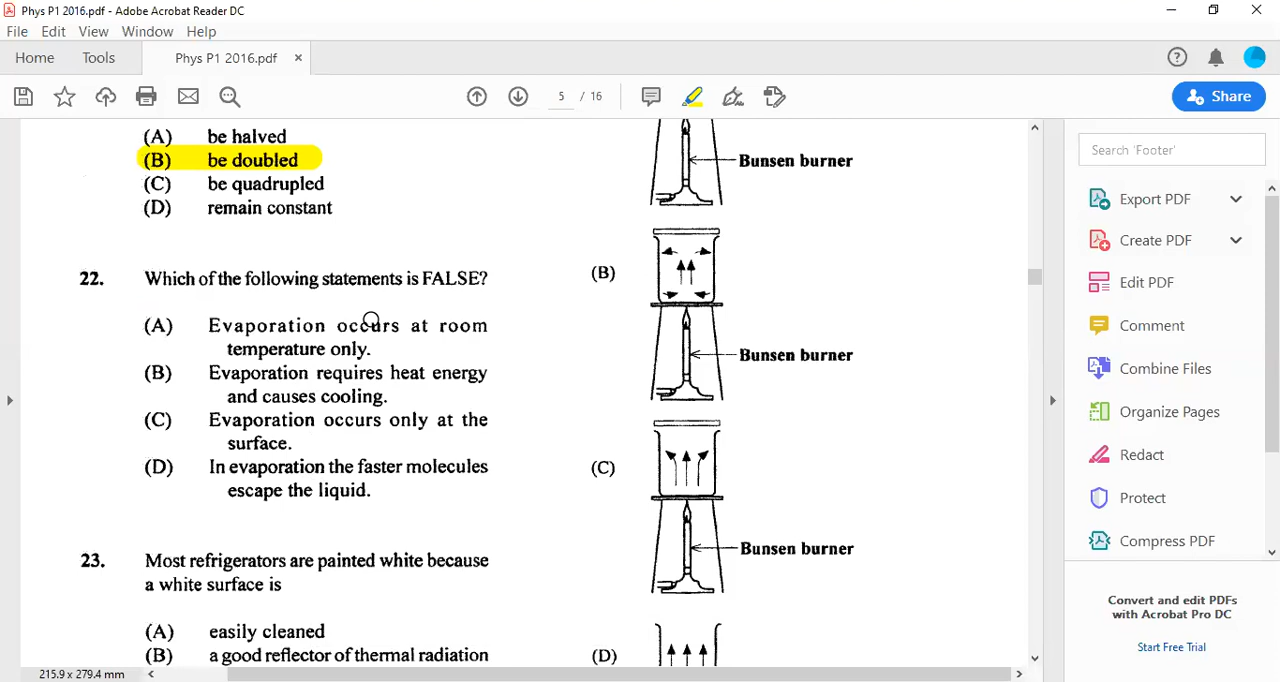 Phys P1 2016.pdf - Adobe Acrobat Reader DC
File Edit View Window Help
Home Tools Phys P1 2016.pdf ×
5 / 16
Share
(A) be halved
(B) be doubled
(C) be quadrupled
(D) remain constant
22. Which of the following statements is FALSE?
(A) Evaporation occurs at room
temperature only.
(B) Evaporation requires heat energy
and causes cooling.
(C) Evaporation occurs only at the
surface.
(D) In evaporation the faster molecules
escape the liquid.
23. Most refrigerators are painted white because
a white surface is
(A) easily cleaned
(B) a good reflector of thermal radiation
Bunsen burner
(B)
Bunsen burner
(C)
Bunsen burner
(D)
215.9 x 279.4 mm
Search 'Footer'
Export PDF
Create PDF
Edit PDF
Comment
Combine Files
Organize Pages
Redact
Protect
Compress PDF
Convert and edit PDFs
with Acrobat Pro DC
Start Free Trial